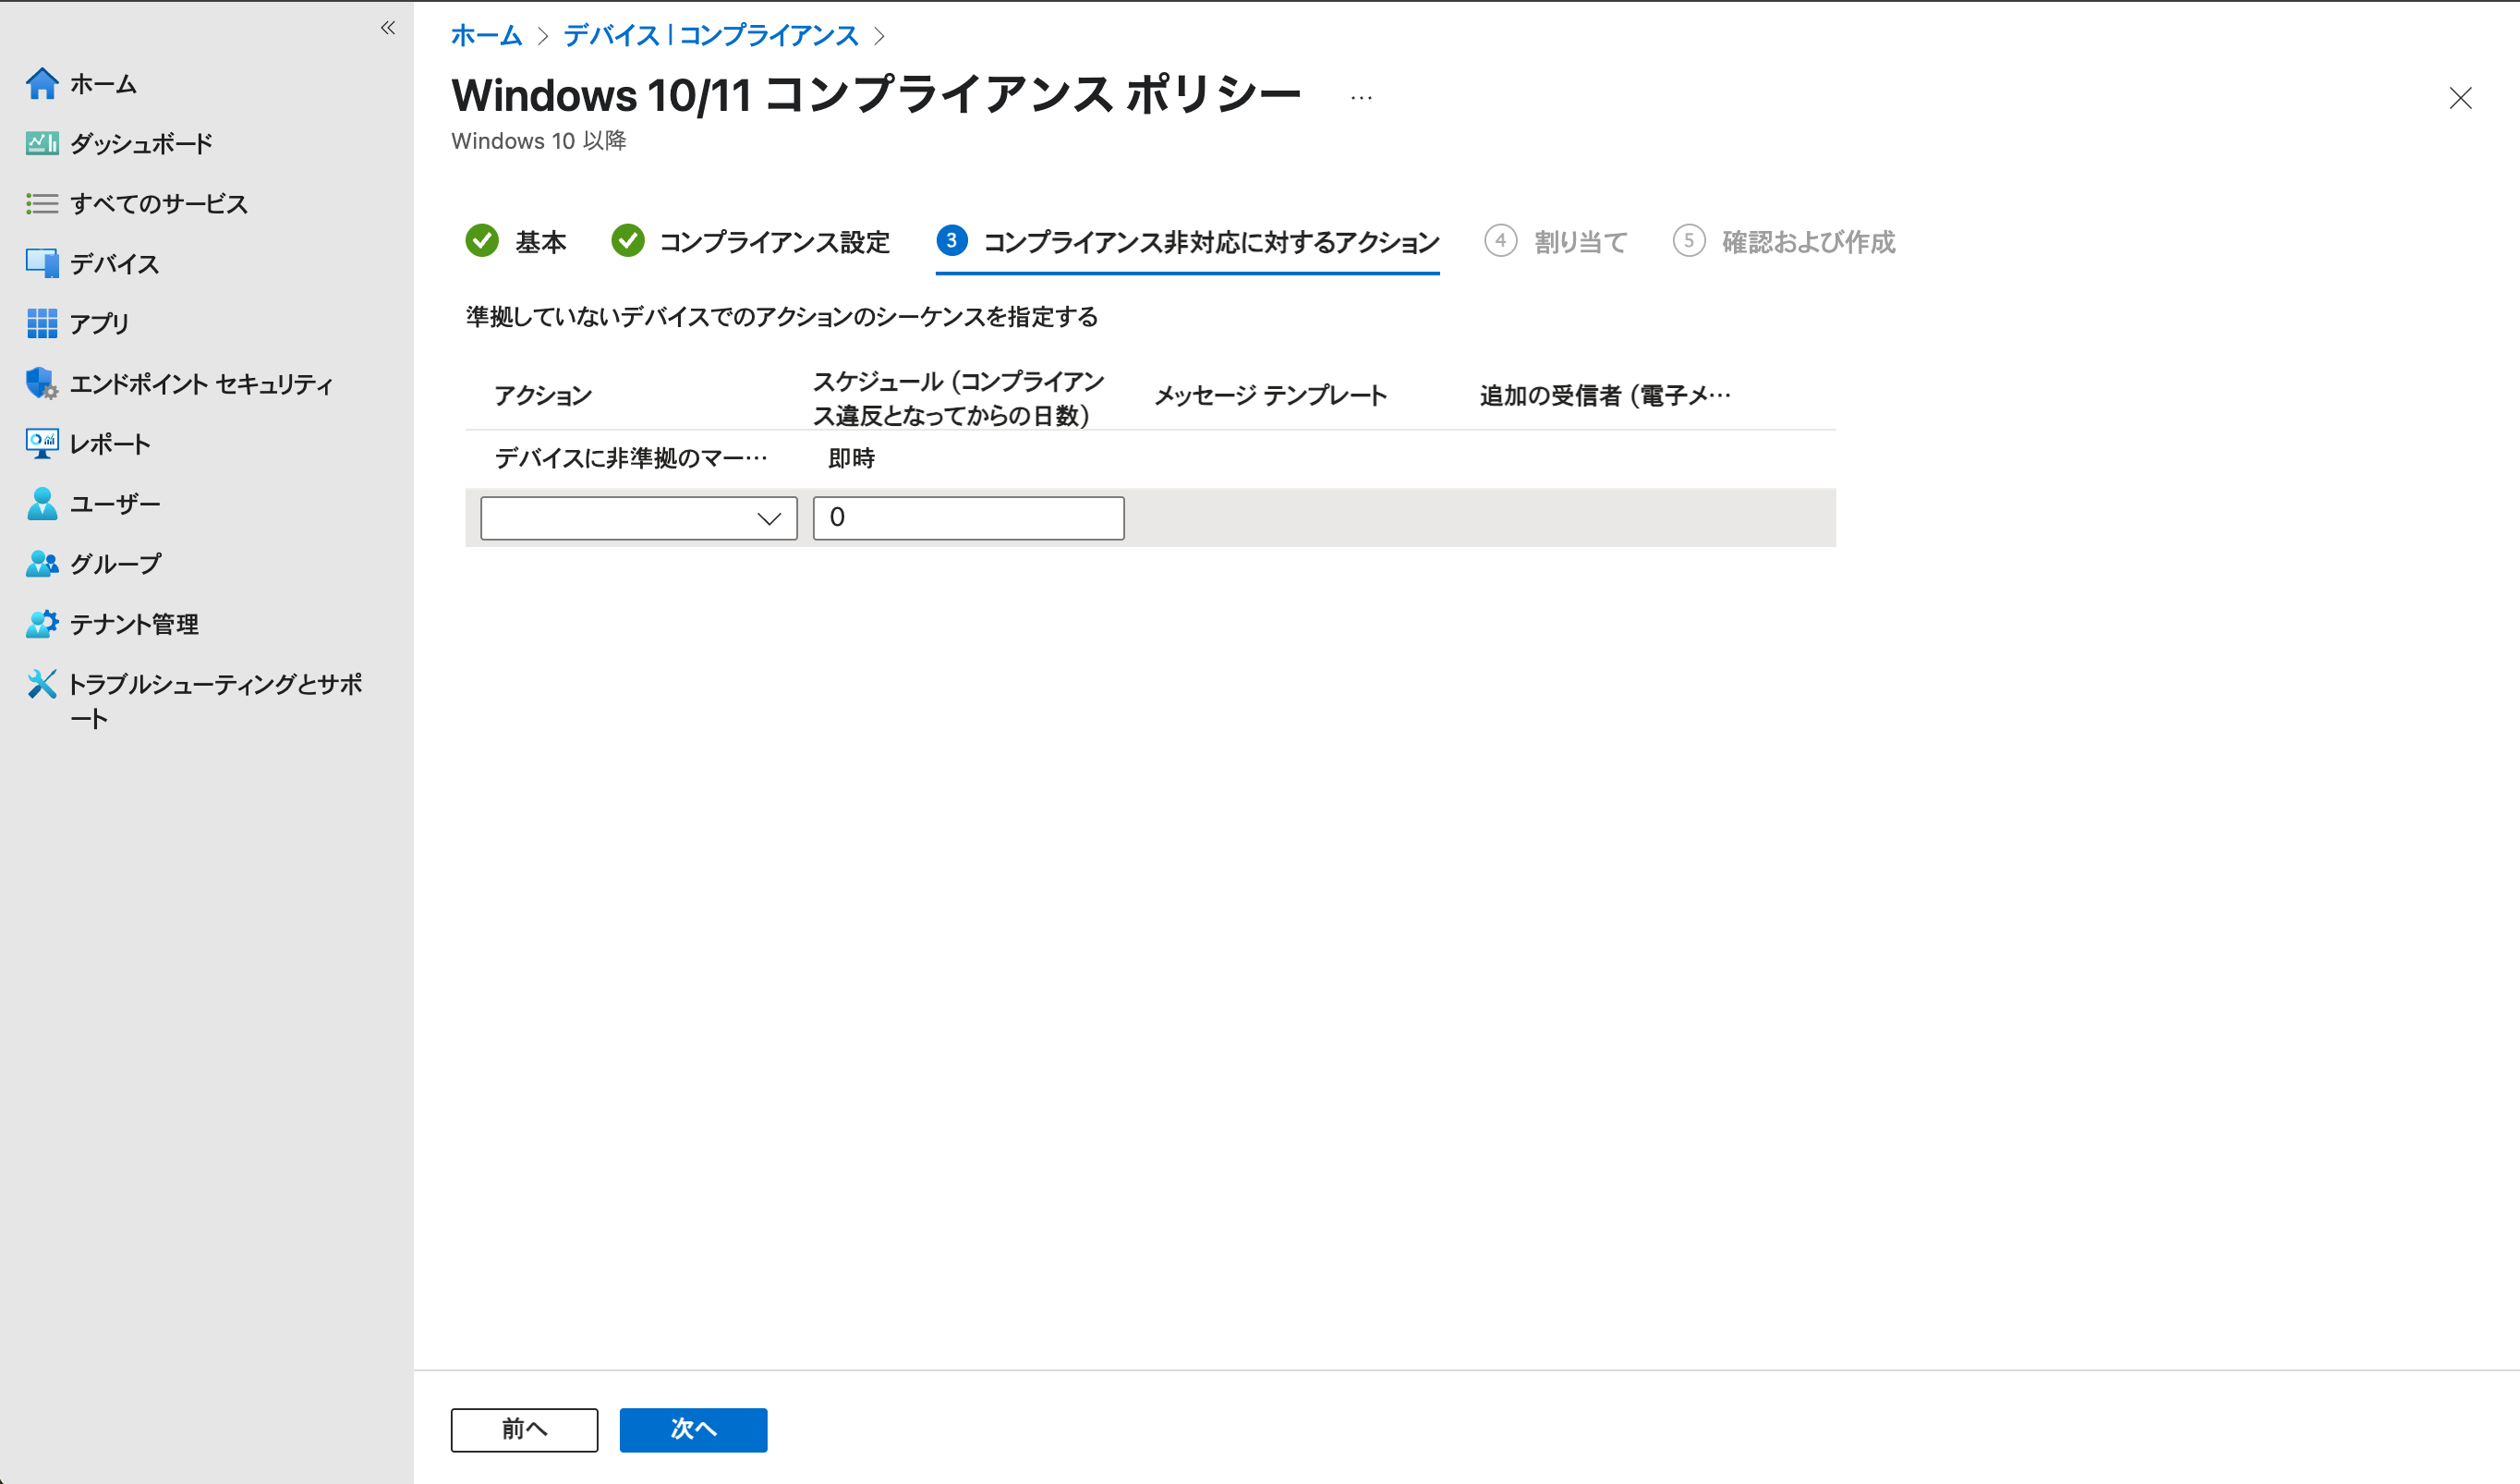 ホーム
ダッシュボード
すべてのサービス
デバイス
アプリ
エンドポイント セキュリティ
レポート
ユーザー
グループ
テナント管理
トラブルシューティングとサポ
ート
ホーム > デバイス | コンプライアンス >
Windows 10/11 コンプライアンス ポリシー ...
Windows 10 以降
基本 コンプライアンス設定 3 コンプライアンス非対応に対するアクション 4 割り当て 5 確認および作成
準拠していないデバイスでのアクションのシーケンスを指定する
アクション
スケジュール (コンプライアン
ス違反となってからの日数)
メッセージ テンプレート
追加の受信者 (電子メ…
デバイスに非準拠のマー… 即時
0
前へ 次へ